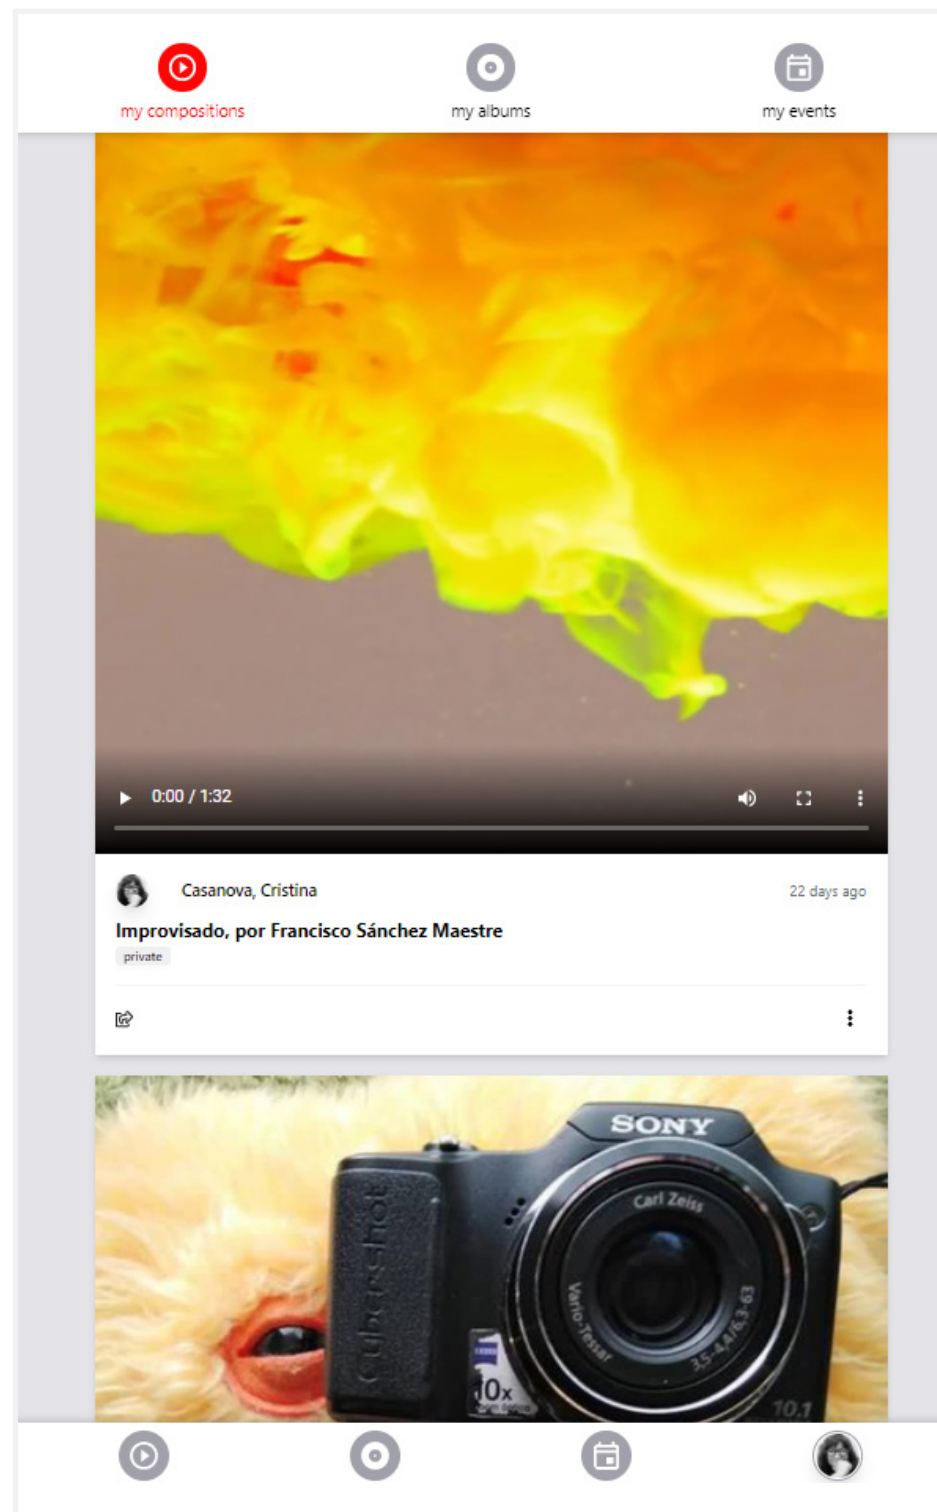 my compositions
my albums
my events
0:00 / 1:32
Casanova, Cristina
22 days ago
Improvisado, por Francisco Sánchez Maestre
private
SONY
Carl Zeiss
Vario-Tessar
3,5-4,4/6,3-63
Cyber-shot
ZEISS
10x
10.1